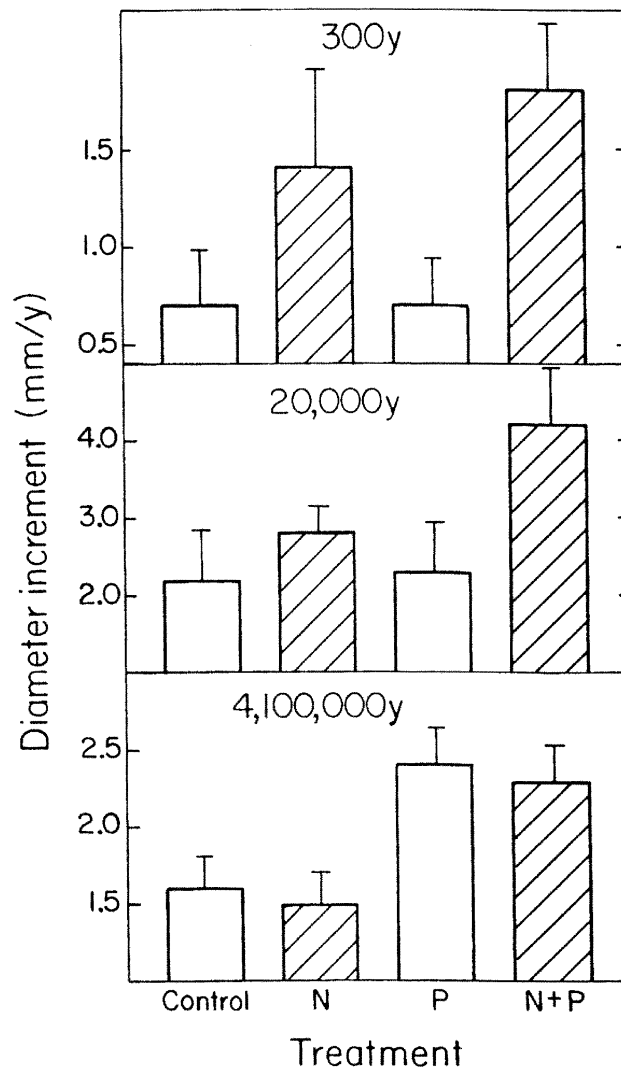 300y
1.5
1.0
0.5
20,000y
4.0
3.0
2.0
4,100,000y
2.5
2.0
1.5
Diameter increment (mm/y)
Control N P N+P
Treatment